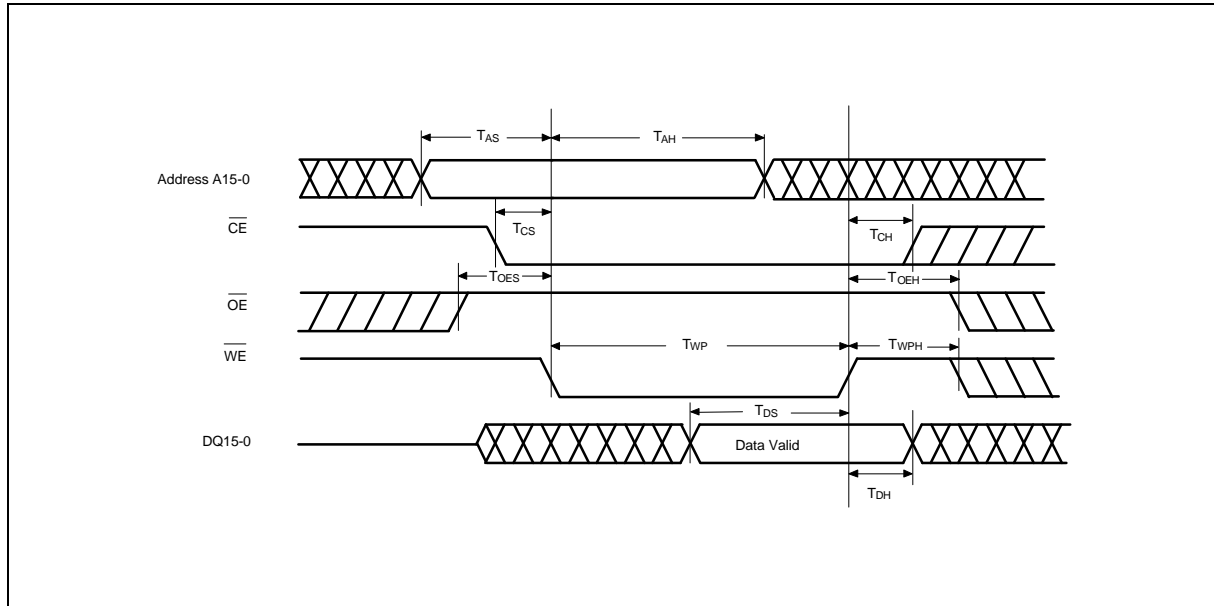 TAS
TAH
Address A15-0
TCS
TCH
CE
TOES
TOEH
OE
TWP
TWPH
WE
TDS
DQ15-0
Data Valid
TDH